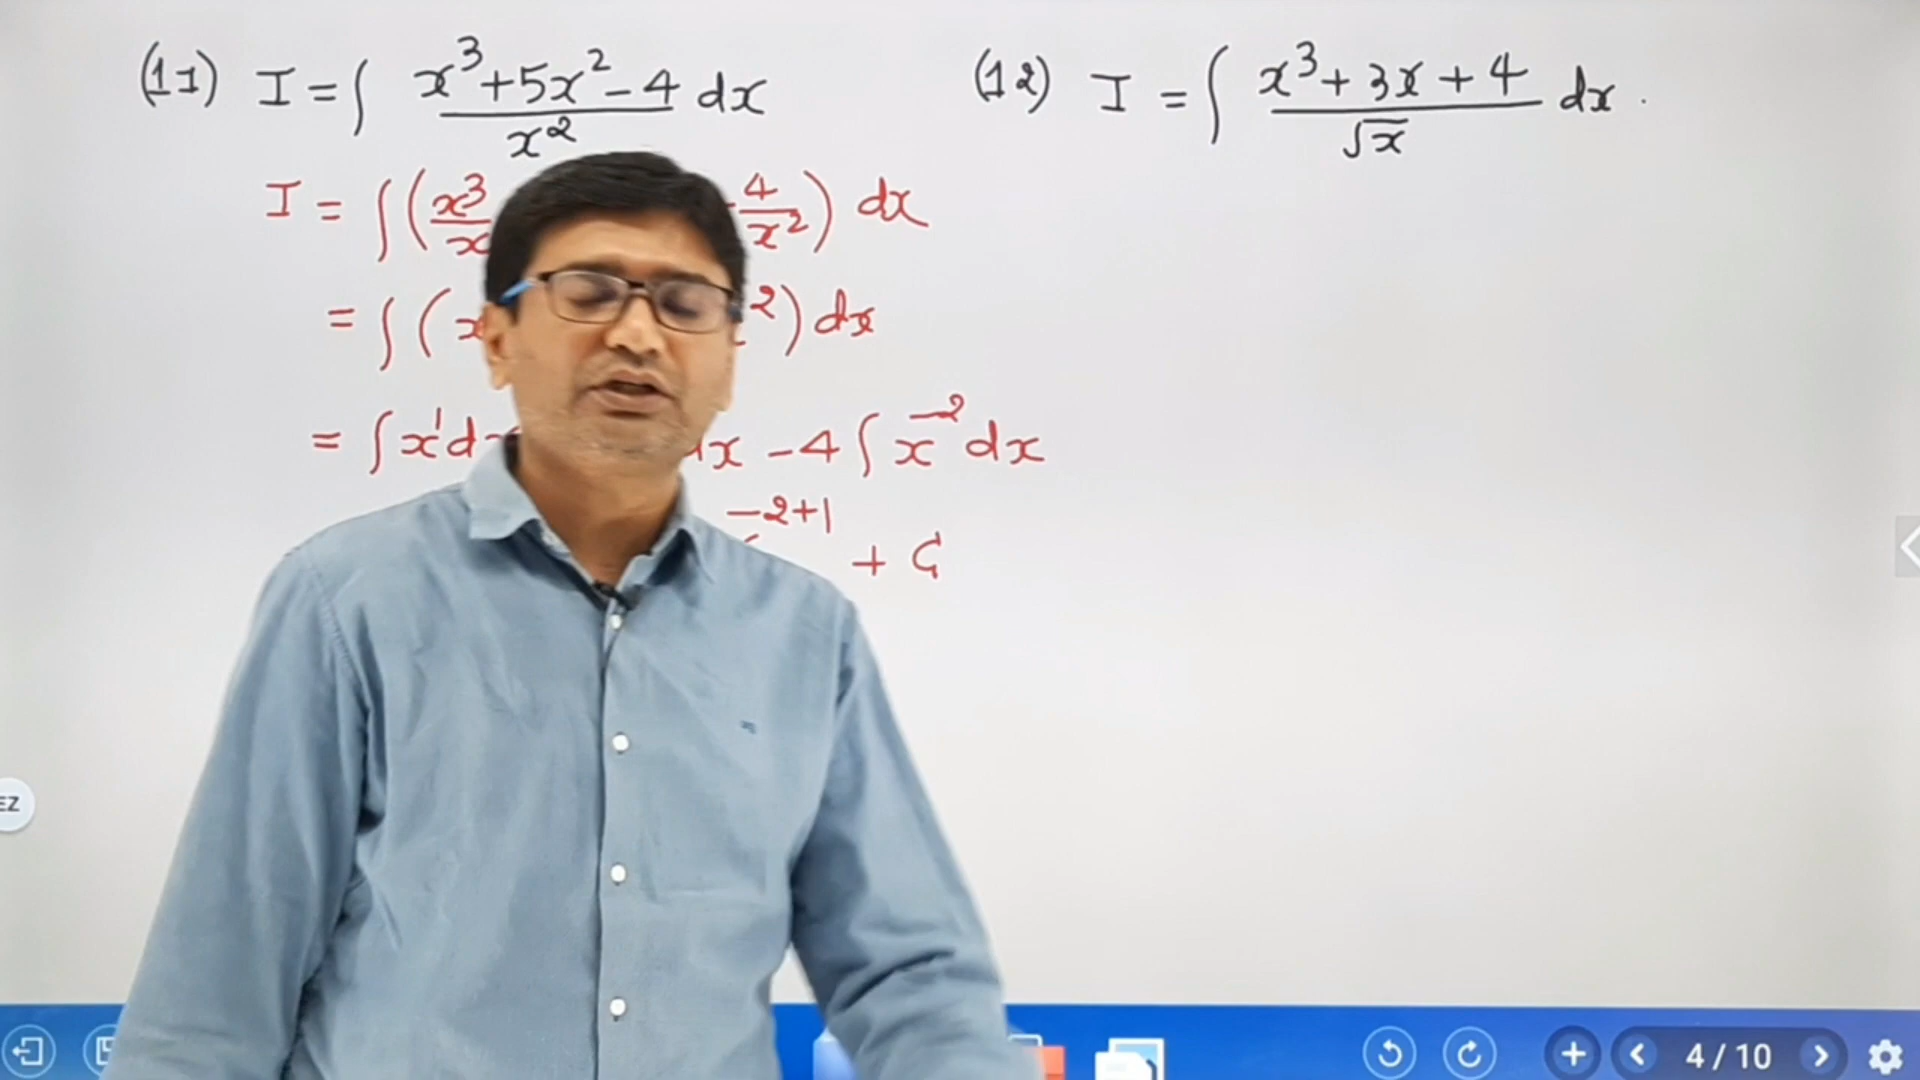 (11) I = ∫ x³+5x²-4 / x² dx
(12) I = ∫ x³+3x+4 / √x dx .
I = ∫(x³/x 4/x²) dx
= ∫(x ²) dx
= ∫x¹d dx -4∫x⁻² dx
-2+1
+ C
EZ
4/10